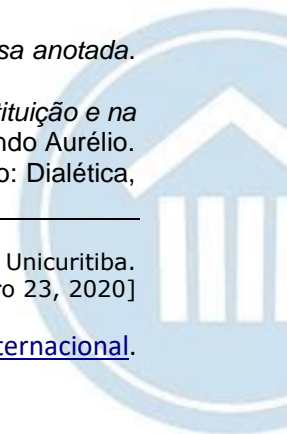 sa anotada.
tituição e na
ndo Aurélio.
o: Dialética,
Unicuritiba.
ro 23, 2020]
ternacional.